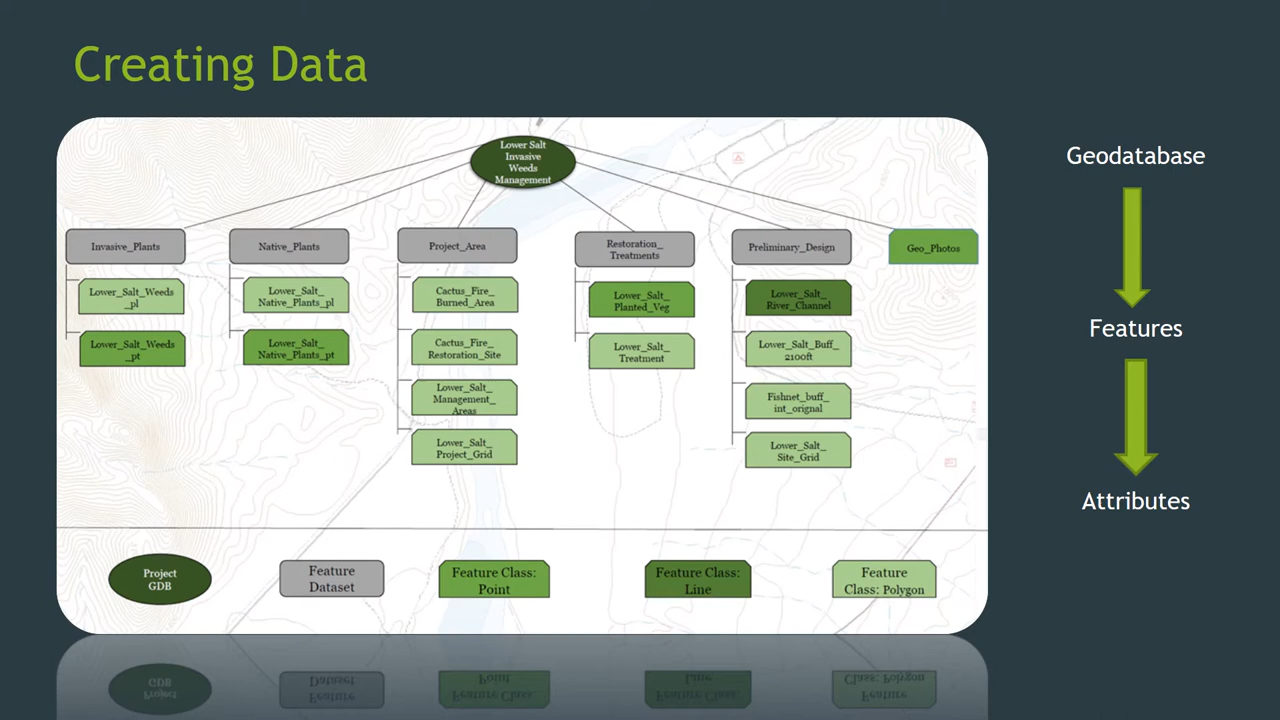 Creating Data
Lower Salt
Invasive
Weeds
Management
Invasive_Plants
Native_Plants
Project_Area
Restoration_
Treatments
Preliminary_Design
Geo_Photos
Lower_Salt_Weeds
_pl
Lower_Salt_Weeds
_pt
Lower_Salt_
Native_Plants_pl
Lower_Salt_
Native_Plants_pt
Cactus_Fire_
Burned_Area
Cactus_Fire_
Restoration_Site
Lower_Salt_
Management_
Areas
Lower_Salt_
Project_Grid
Lower_Salt_
Planted_Veg
Lower_Salt_
Treatment
Lower_Salt_
River_Channel
Lower_Salt_Buff_
2100ft
Fishnet_buff_
int_orignal
Lower_Salt_
Site_Grid
Project
GDB
Feature
Dataset
Feature Class:
Point
Feature Class:
Line
Feature
Class: Polygon
Geodatabase
Features
Attributes